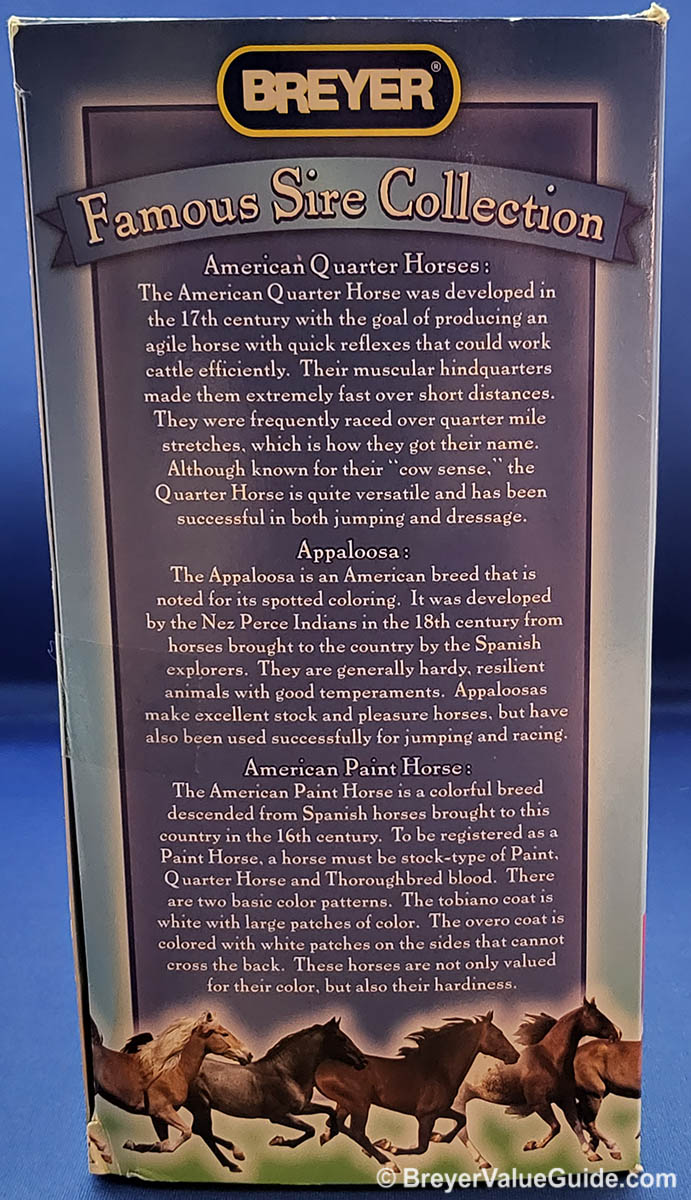 BREYER®
Famous Sire Collection
American Quarter Horses:
The American Quarter Horse was developed in
the 17th century with the goal of producing an
agile horse with quick reflexes that could work
cattle efficiently. Their muscular hindquarters
made them extremely fast over short distances.
They were frequently raced over quarter mile
stretches, which is how they got their name.
Although known for their "cow sense," the
Quarter Horse is quite versatile and has been
successful in both jumping and dressage.
Appaloosa:
The Appaloosa is an American breed that is
noted for its spotted coloring. It was developed
by the Nez Perce Indians in the 18th century from
horses brought to the country by the Spanish
explorers. They are generally hardy, resilient
animals with good temperaments. Appaloosas
make excellent stock and pleasure horses, but have
also been used successfully for jumping and racing.
American Paint Horse:
The American Paint Horse is a colorful breed
descended from Spanish horses brought to this
country in the 16th century. To be registered as a
Paint Horse, a horse must be stock-type of Paint,
Quarter Horse and Thoroughbred blood. There
are two basic color patterns. The tobiano coat is
white with large patches of color. The overo coat is
colored with white patches on the sides that cannot
cross the back. These horses are not only valued
for their color, but also their hardiness.
© BreyerValueGuide.com